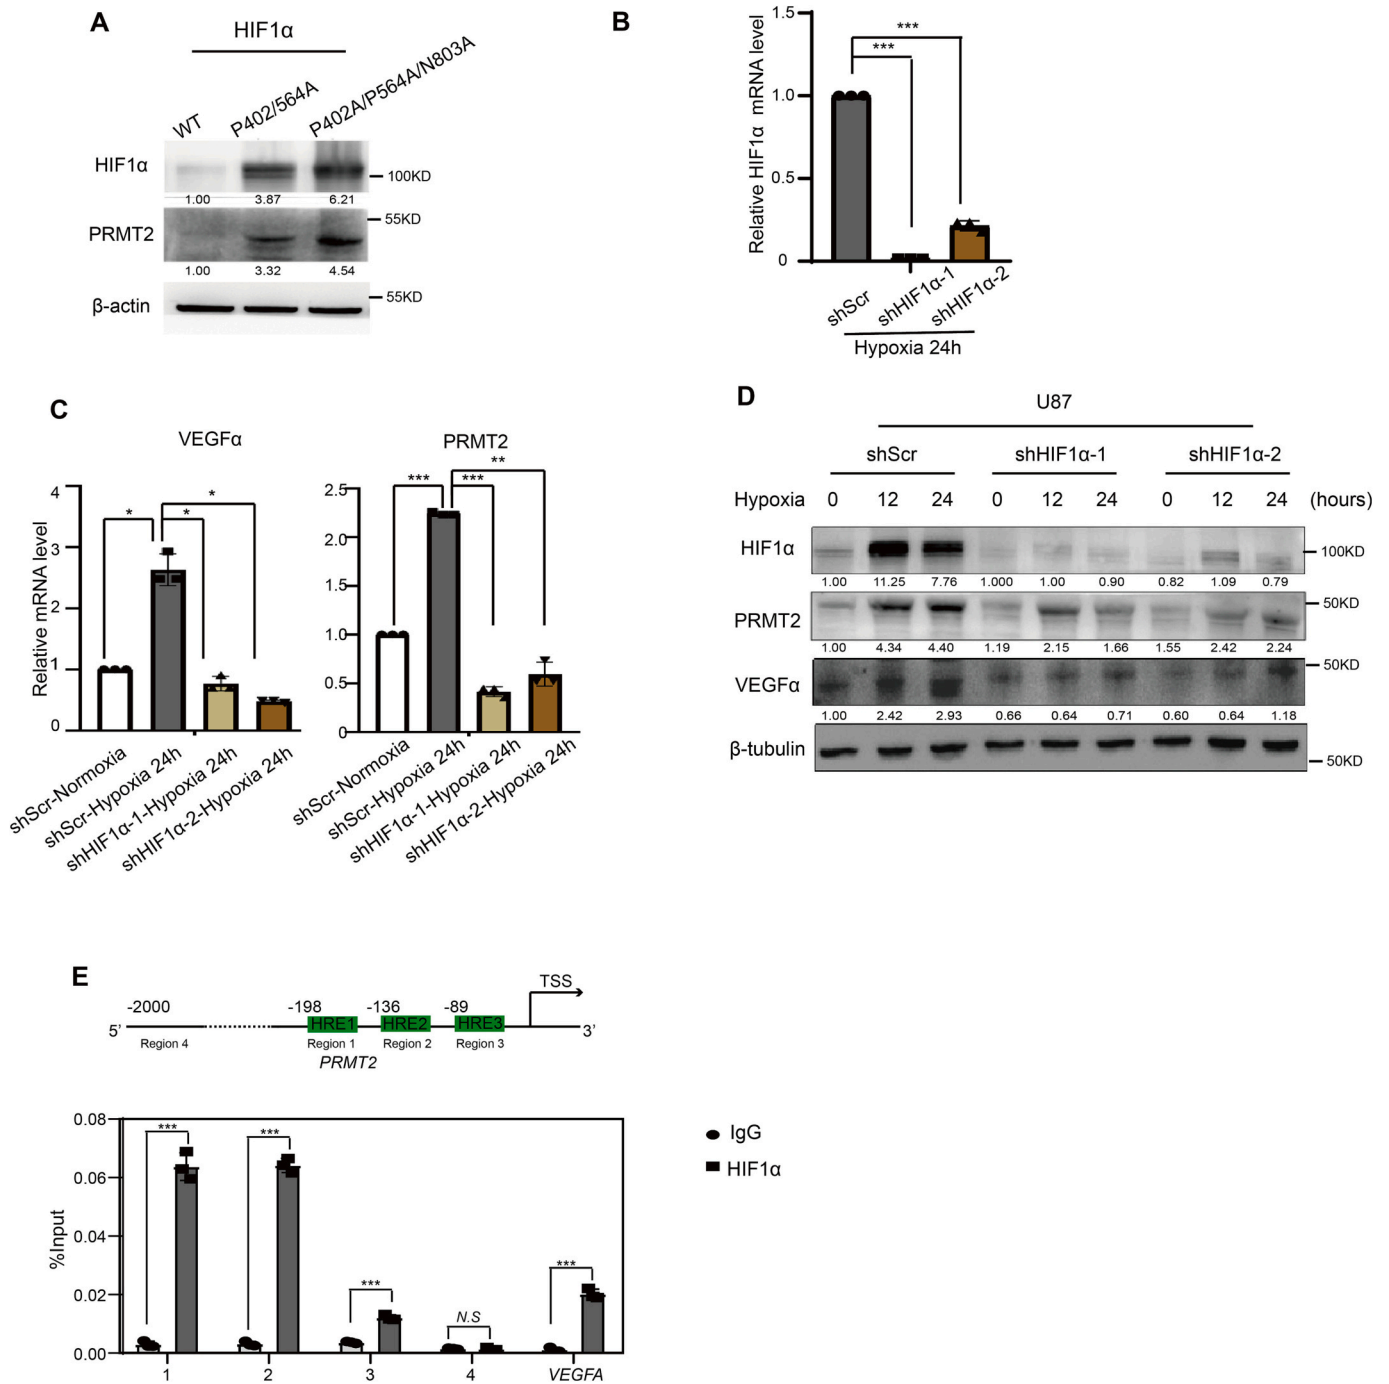 A
HIF1α
WT
P402/564A
P402A/P564A/N803A
HIF1α
100KD
1.00 3.87 6.21
PRMT2
55KD
1.00 3.32 4.54
β-actin
55KD
B
Relative HIF1α mRNA level
1.5
1.0
0.5
0
***
***
shScr
shHIF1α-1
shHIF1α-2
Hypoxia 24h
C
VEGFα
Relative mRNA level
4
3
2
1
0
*
*
*
shScr-Normoxia
shScr-Hypoxia 24h
shHIF1α-1-Hypoxia 24h
shHIF1α-2-Hypoxia 24h
PRMT2
2.5
2.0
1.0
0.5
0
**
***
***
shScr-Normoxia
shScr-Hypoxia 24h
shHIF1α-1-Hypoxia 24h
shHIF1α-2-Hypoxia 24h
D
U87
shScr shHIF1α-1 shHIF1α-2
Hypoxia 0 12 24 0 12 24 0 12 24 (hours)
HIF1α
100KD
1.00 11.25 7.76 1.000 1.00 0.90 0.82 1.09 0.79
PRMT2
50KD
1.00 4.34 4.40 1.19 2.15 1.66 1.55 2.42 2.24
VEGFα
50KD
1.00 2.42 2.93 0.66 0.64 0.71 0.60 0.64 1.18
β-tubulin
50KD
E
TSS
-2000 -198 -136 -89
5' HRE1 HRE2 HRE3 3'
Region 4 Region 1 Region 2 Region 3
PRMT2
%Input
0.08
0.06
0.04
0.02
0.00
***
***
***
N.S
***
1 2 3 4 VEGFA
IgG
HIF1α